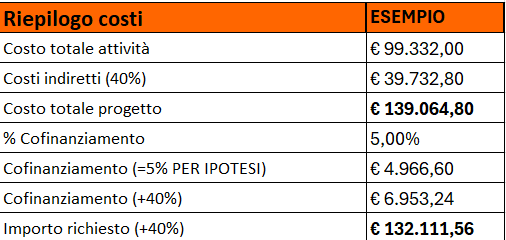 Riepilogo costi ESEMPIO
Costo totale attività € 99.332,00
Costi indiretti (40%) € 39.732,80
Costo totale progetto € 139.064,80
% Cofinanziamento 5,00%
Cofinanziamento (=5% PER IPOTESI) € 4.966,60
Cofinanziamento (+40%) € 6.953,24
Importo richiesto (+40%) € 132.111,56